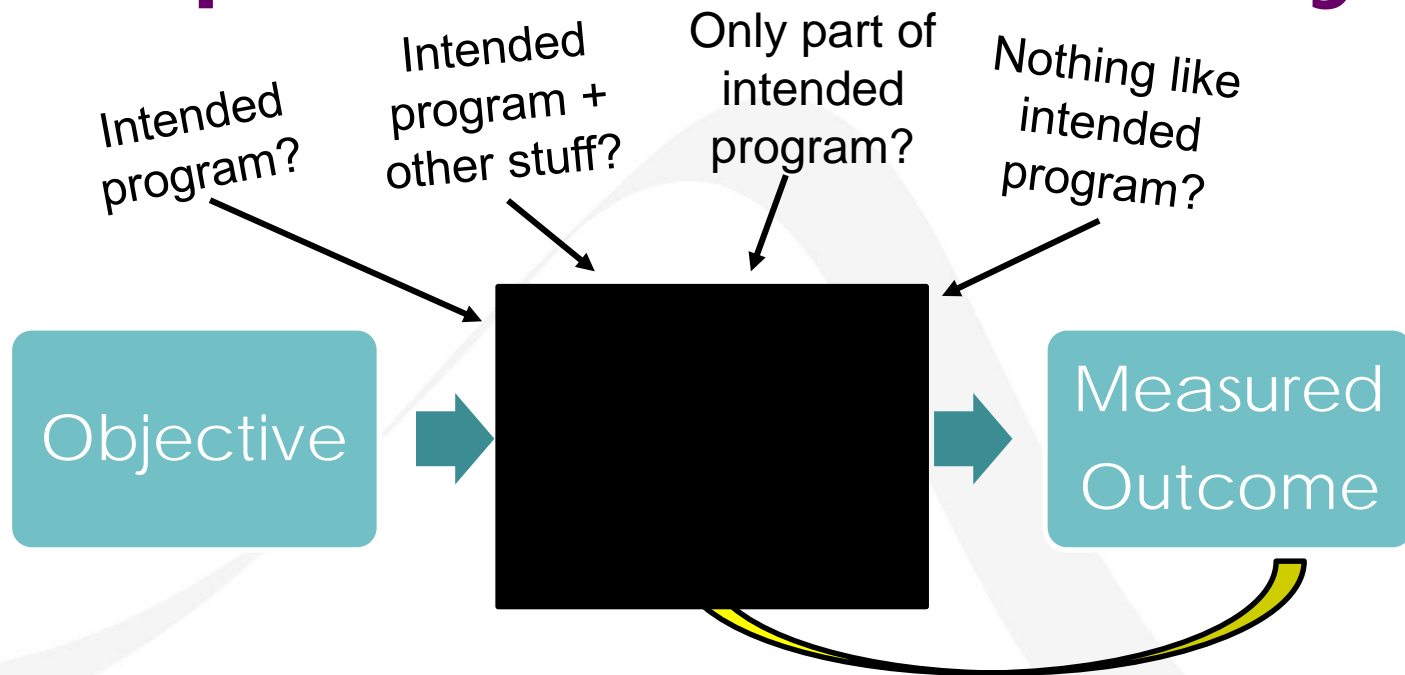 Intended
program?
Intended
program +
other stuff?
Only part of
intended
program?
Nothing like
intended
program?
Objective
Measured
Outcome